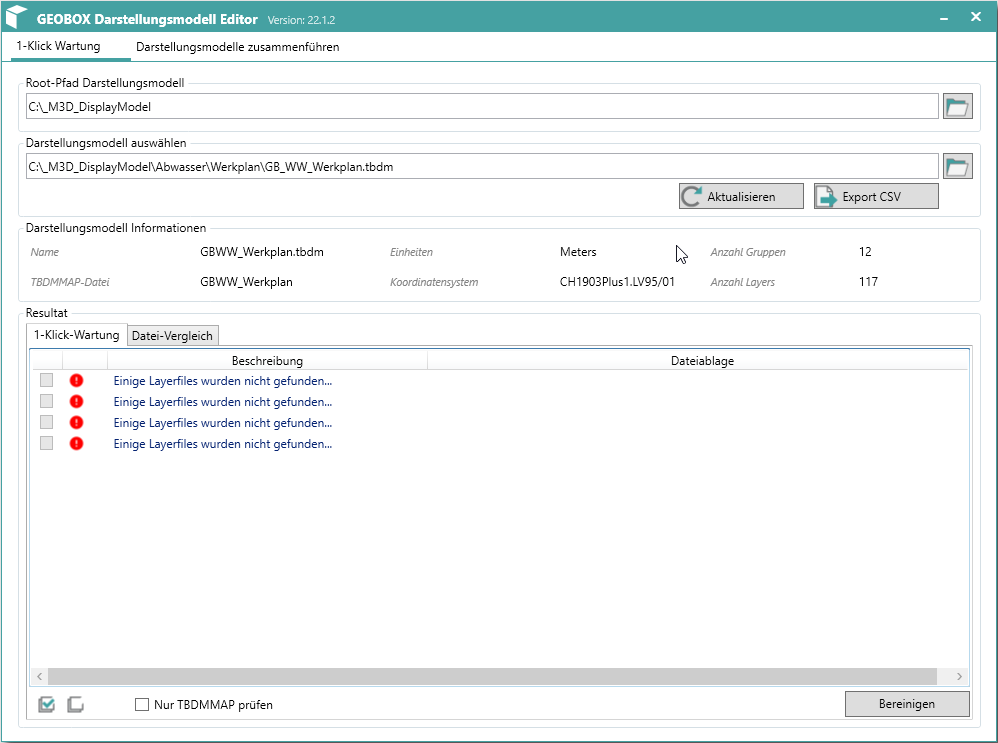 GEOBOX Darstellungsmodell Editor Version: 22.1.2
1-Klick Wartung Darstellungsmodelle zusammenführen
Root-Pfad Darstellungsmodell
C:\_M3D_DisplayModel
Darstellungsmodell auswählen
C:\_M3D_DisplayModel\Abwasser\Werkplan\GB_WW_Werkplan.tbdm
Aktualisieren Export CSV
Darstellungsmodell Informationen
Name GBWW_Werkplan.tbdm Einheiten Meters Anzahl Gruppen 12
TBDMMAP-Datei GBWW_Werkplan Koordinatensystem CH1903Plus1.LV95/01 Anzahl Layers 117
Resultat
1-Klick-Wartung Datei-Vergleich
Beschreibung Dateiablage
Einige Layerfiles wurden nicht gefunden...
Einige Layerfiles wurden nicht gefunden...
Einige Layerfiles wurden nicht gefunden...
Einige Layerfiles wurden nicht gefunden...
Nur TBDMMAP prüfen Bereinigen